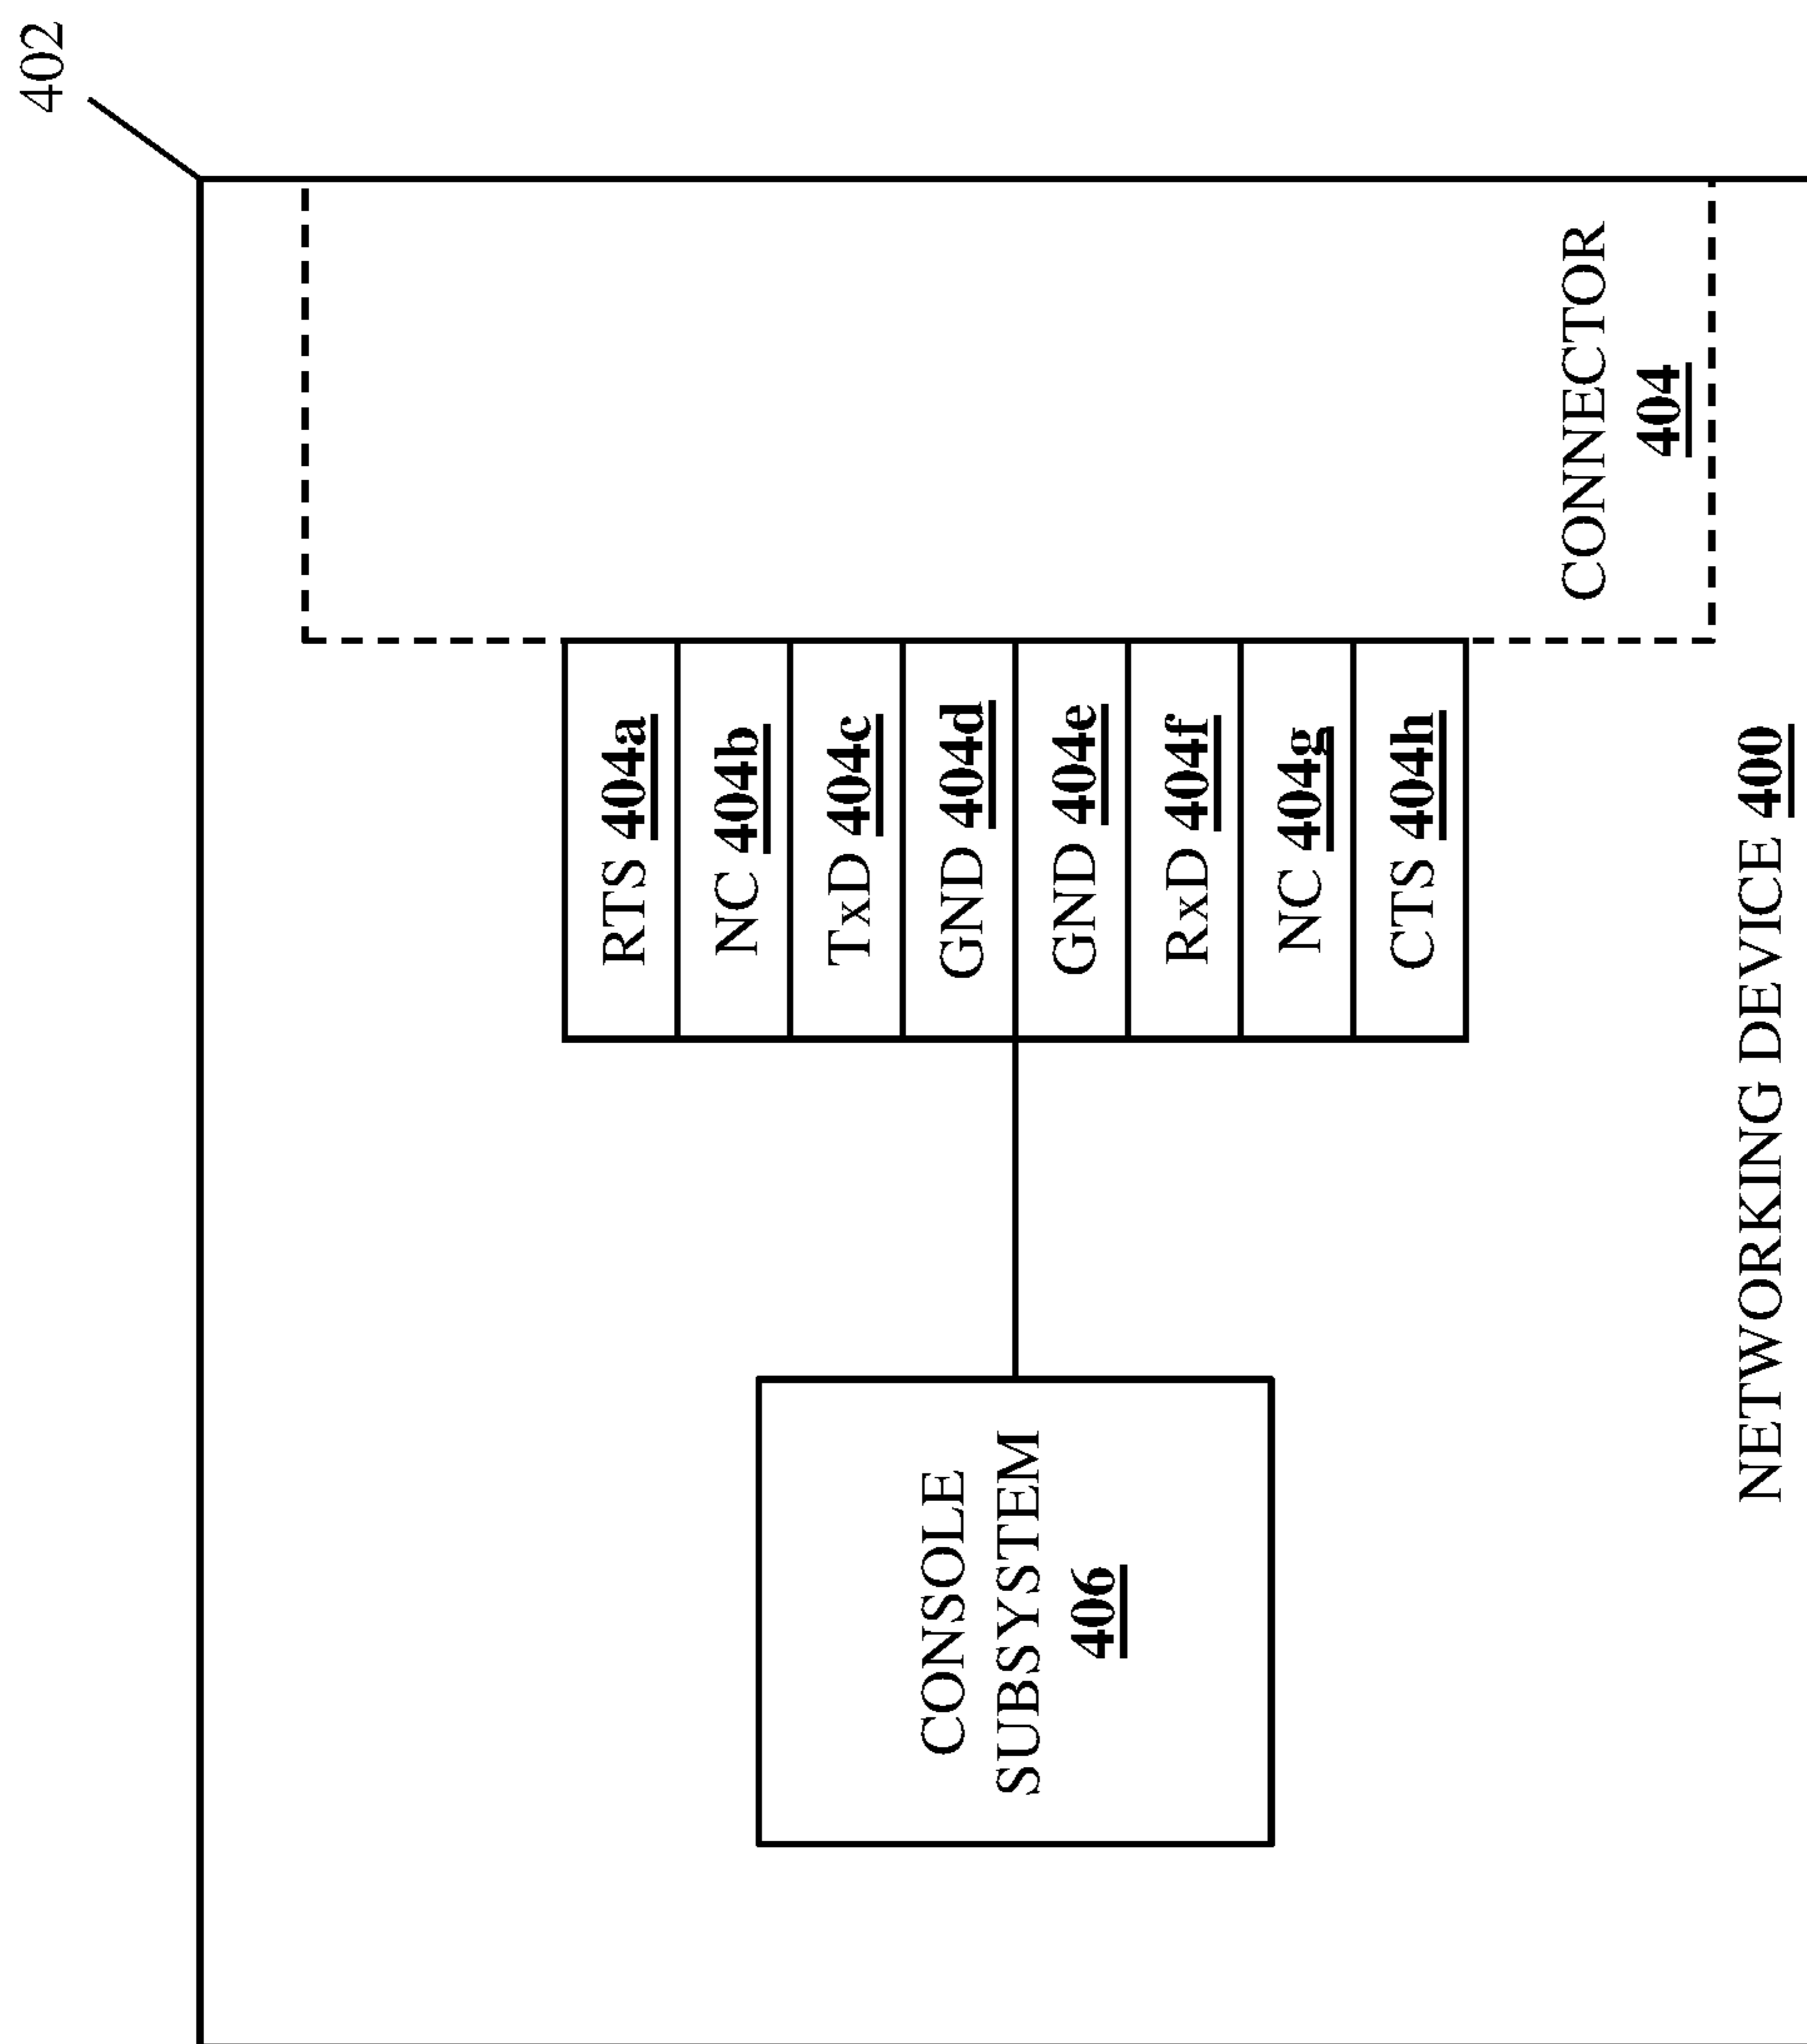 402
CONNECTOR
404
RTS 404a
NC 404b
TxD 404c
GND 404d
GND 404e
RxD 404f
NC 404g
CTS 404h
CONSOLE
SUBSYSTEM
406
NETWORKING DEVICE 400